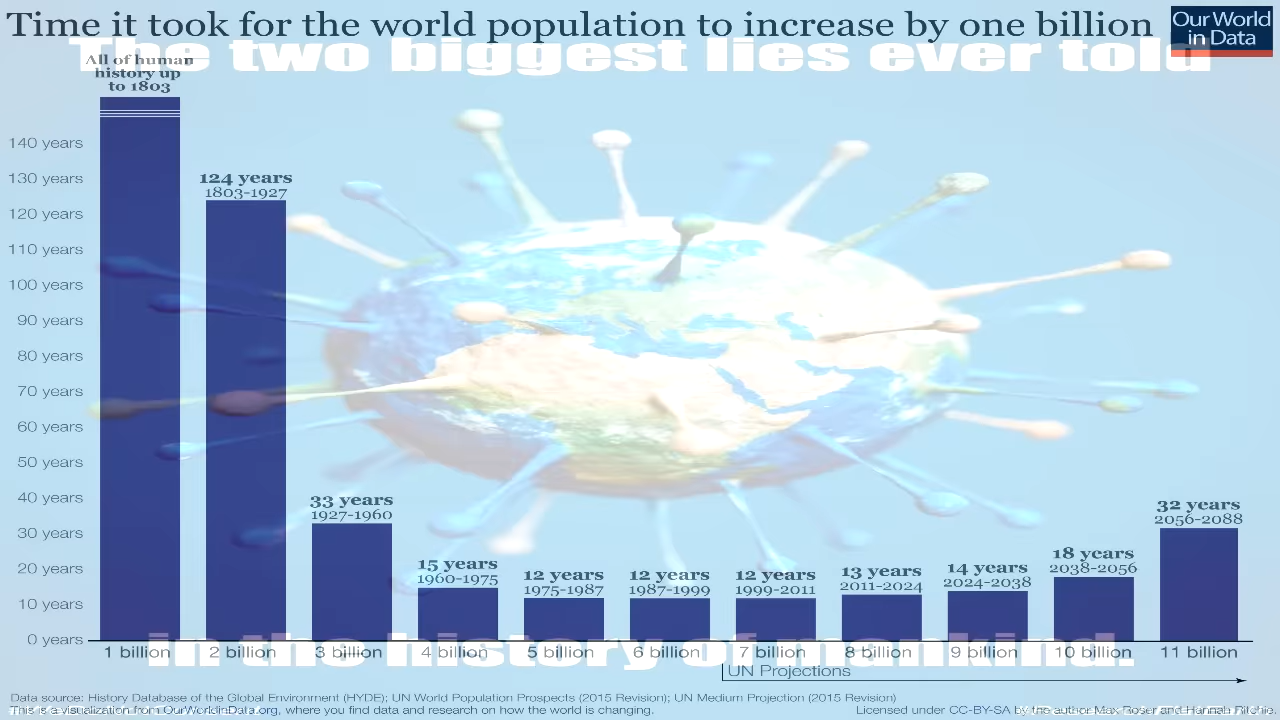 Time it took for the world population to increase by one billion
Our World
in Data
The two biggest lies ever told
All of human
history up
to 1803
140 years
130 years
120 years
110 years
100 years
90 years
80 years
70 years
60 years
50 years
40 years
30 years
20 years
10 years
0 years
124 years
1803-1927
33 years
1927-1960
15 years
1960-1975
12 years
1975-1987
12 years
1987-1999
12 years
1999-2011
13 years
2011-2024
14 years
2024-2038
18 years
2038-2056
32 years
2056-2088
in the history of mankind.
1 billion
2 billion
3 billion
4 billion
5 billion
6 billion
7 billion
8 billion
9 billion
10 billion
11 billion
UN Projections
Data source: History Database of the Global Environment (HYDE); UN World Population Prospects (2015 Revision); UN Medium Projection (2015 Revision)
This is a visualization from OurWorldinData.org, where you find data and research on how the world is changing.
Licensed under CC-BY-SA by the author Max Roser and Hannah Ritchie.